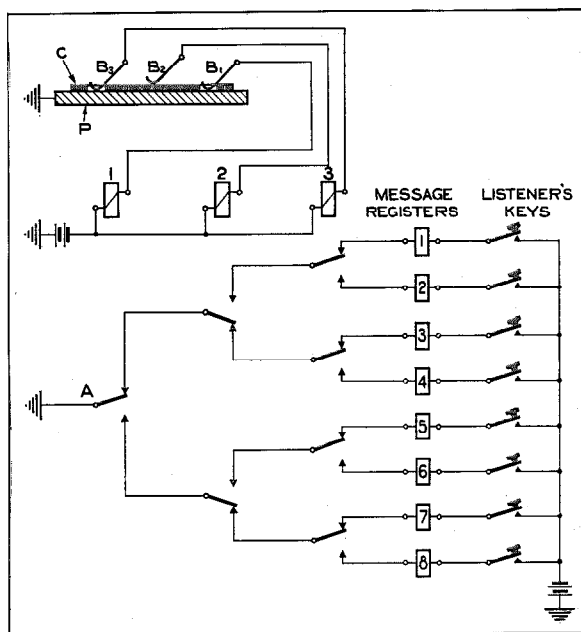 C
B3 B2 B1
P
1 2 3
MESSAGE REGISTERS
LISTENER'S KEYS
1
2
3
4
A
5
6
7
8